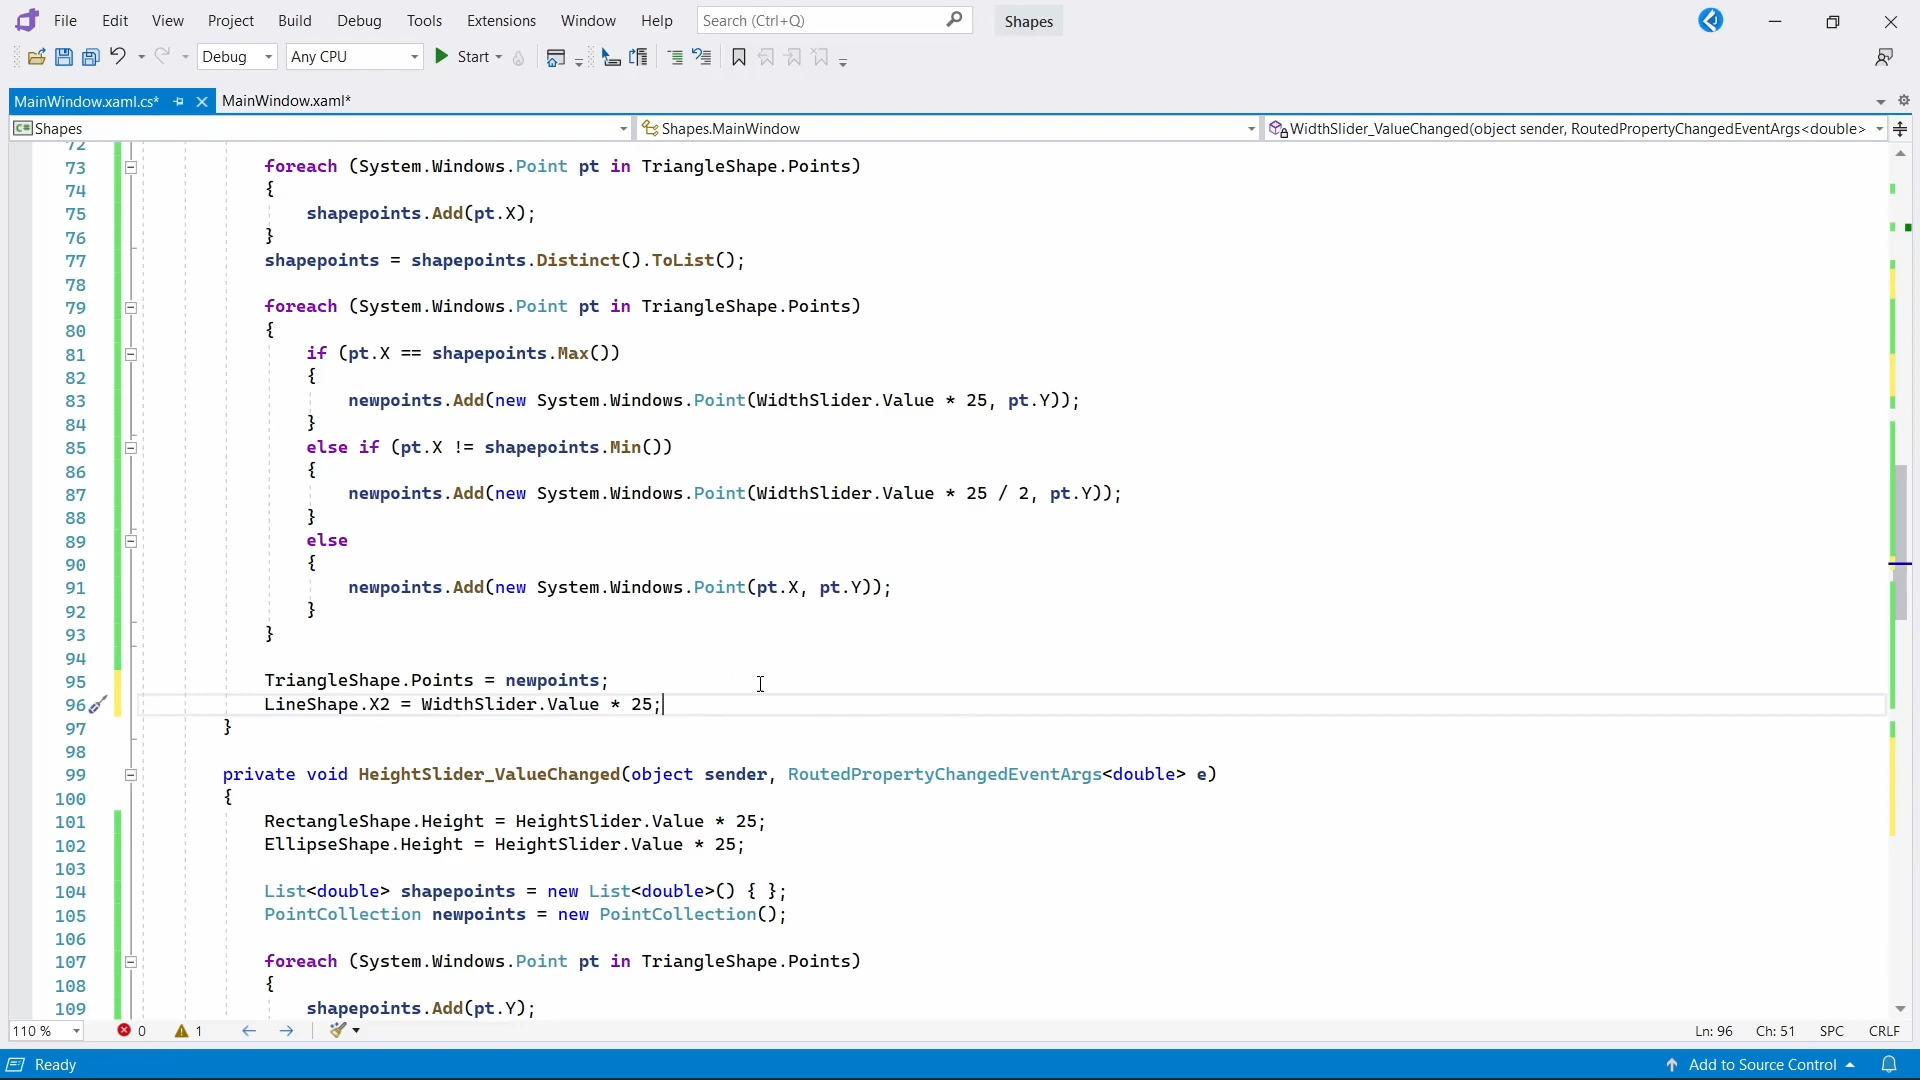 File Edit View Project Build Debug Tools Extensions Window Help Search (Ctrl+Q) Shapes
Debug Any CPU Start
MainWindow.xaml.cs* MainWindow.xaml*
C# Shapes Shapes.MainWindow WidthSlider_ValueChanged(object sender, RoutedPropertyChangedEventArgs<double>
72
73 foreach (System.Windows.Point pt in TriangleShape.Points)
74 {
75 shapepoints.Add(pt.X);
76 }
77 shapepoints = shapepoints.Distinct().ToList();
78
79 foreach (System.Windows.Point pt in TriangleShape.Points)
80 {
81 if (pt.X == shapepoints.Max())
82 {
83 newpoints.Add(new System.Windows.Point(WidthSlider.Value * 25, pt.Y));
84 }
85 else if (pt.X != shapepoints.Min())
86 {
87 newpoints.Add(new System.Windows.Point(WidthSlider.Value * 25 / 2, pt.Y));
88 }
89 else
90 {
91 newpoints.Add(new System.Windows.Point(pt.X, pt.Y));
92 }
93 }
94
95 TriangleShape.Points = newpoints;
96 LineShape.X2 = WidthSlider.Value * 25;
97 }
98
99 private void HeightSlider_ValueChanged(object sender, RoutedPropertyChangedEventArgs<double> e)
100 {
101 RectangleShape.Height = HeightSlider.Value * 25;
102 EllipseShape.Height = HeightSlider.Value * 25;
103
104 List<double> shapepoints = new List<double>() { };
105 PointCollection newpoints = new PointCollection();
106
107 foreach (System.Windows.Point pt in TriangleShape.Points)
108 {
109 shapepoints.Add(pt.Y);
110 % 0 1 Ln: 96 Ch: 51 SPC CRLF
Ready Add to Source Control